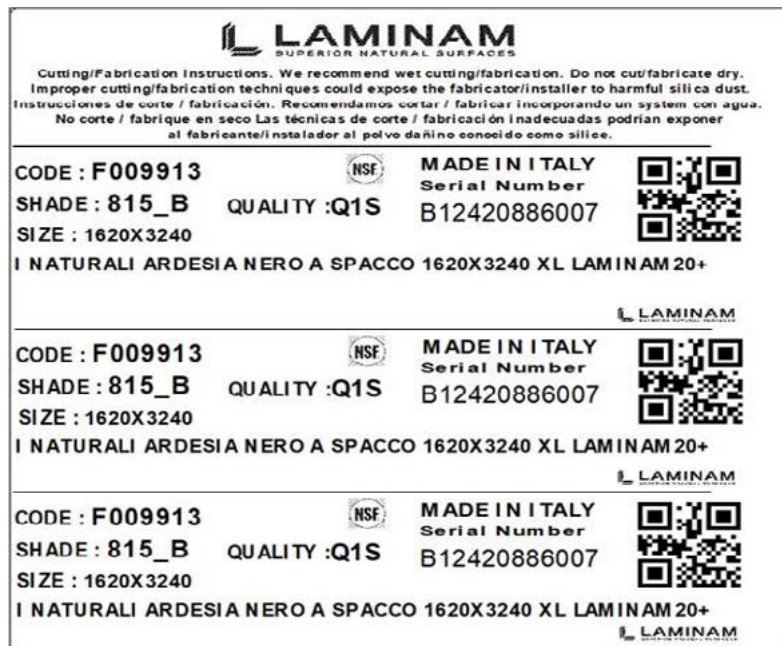 LAMINAM
SUPERIOR NATURAL SURFACES
Cutting/Fabrication Instructions. We recommend wet cutting/fabrication. Do not cut/fabricate dry.
Improper cutting/fabrication techniques could expose the fabricator/installer to harmful silica dust.
Instrucciones de corte / fabricación. Recomendamos cortar / fabricar incorporando un system con agua.
No corte / fabrique en seco Las técnicas de corte / fabricación inadecuadas podrían exponer
al fabricante/instalador al polvo dañino conocido como sílice.
CODE : F009913 NSF MADE IN ITALY
Serial Number
SHADE : 815_B QUALITY :Q1S B12420886007
SIZE : 1620X3240
I NATURALI ARDESIA NERO A SPACCO 1620X3240 XL LAMINAM 20+
LAMINAM
CODE : F009913 NSF MADE IN ITALY
Serial Number
SHADE : 815_B QUALITY :Q1S B12420886007
SIZE : 1620X3240
I NATURALI ARDESIA NERO A SPACCO 1620X3240 XL LAMINAM 20+
LAMINAM
CODE : F009913 NSF MADE IN ITALY
Serial Number
SHADE : 815_B QUALITY :Q1S B12420886007
SIZE : 1620X3240
I NATURALI ARDESIA NERO A SPACCO 1620X3240 XL LAMINAM 20+
LAMINAM